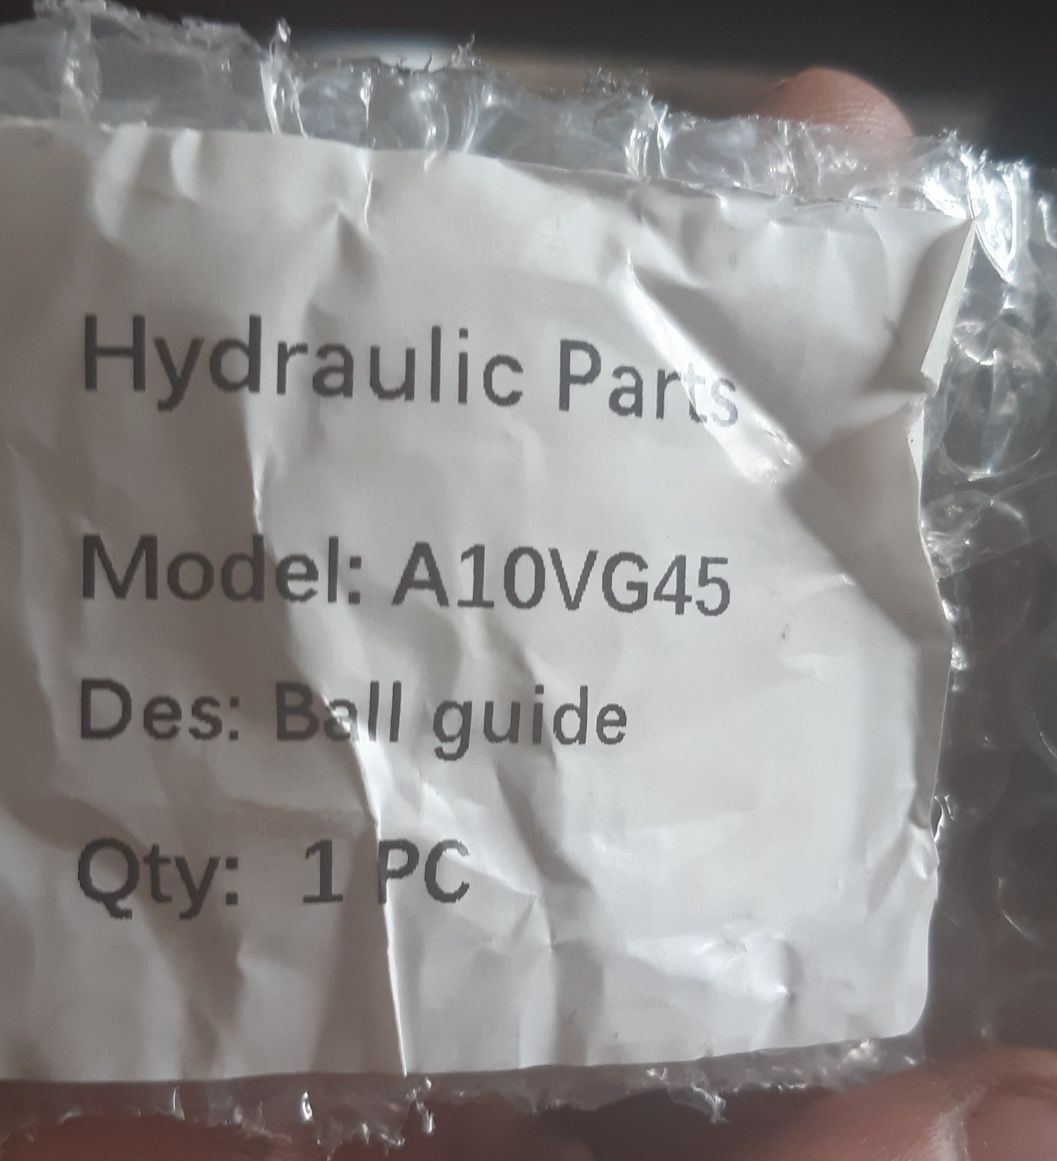 Hydraulic Parts
Model: A10VG45
Des: Ball guide
Qty: 1 PC